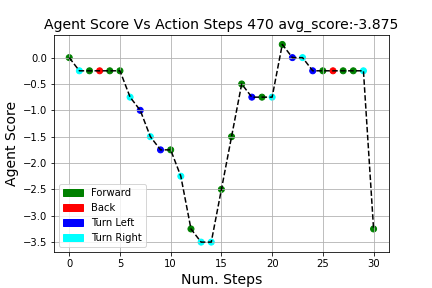 Agent Score Vs Action Steps 470 avg_score:-3.875
Agent Score
0.0
−0.5
−1.0
−1.5
−2.0
−2.5
−3.0
−3.5
Forward
Back
Turn Left
Turn Right
0 5 10 15 20 25 30
Num. Steps